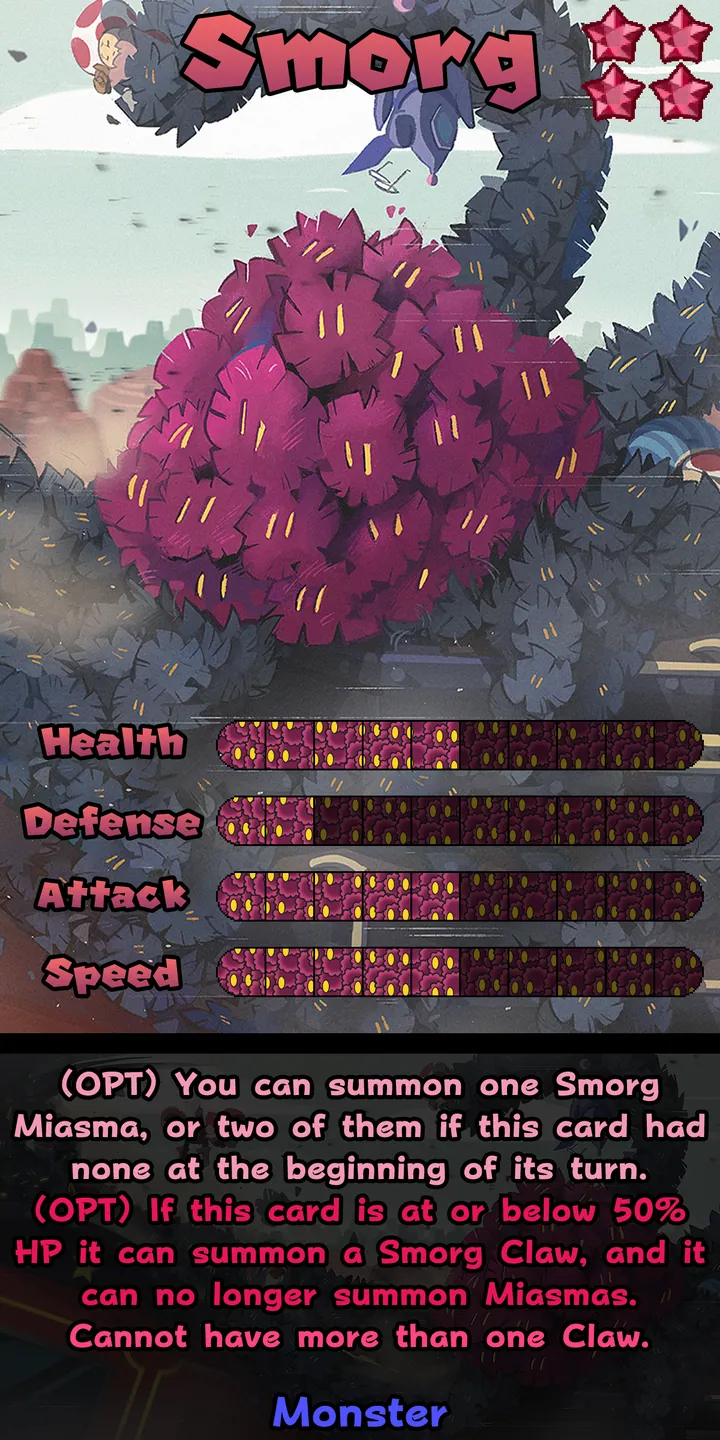 Smorg
Health
Defense
Attack
Speed
(OPT) You can summon one Smorg
Miasma, or two of them if this card had
none at the beginning of its turn.
(OPT) If this card is at or below 50%
HP it can summon a Smorg Claw, and it
can no longer summon Miasmas.
Cannot have more than one Claw.
Monster